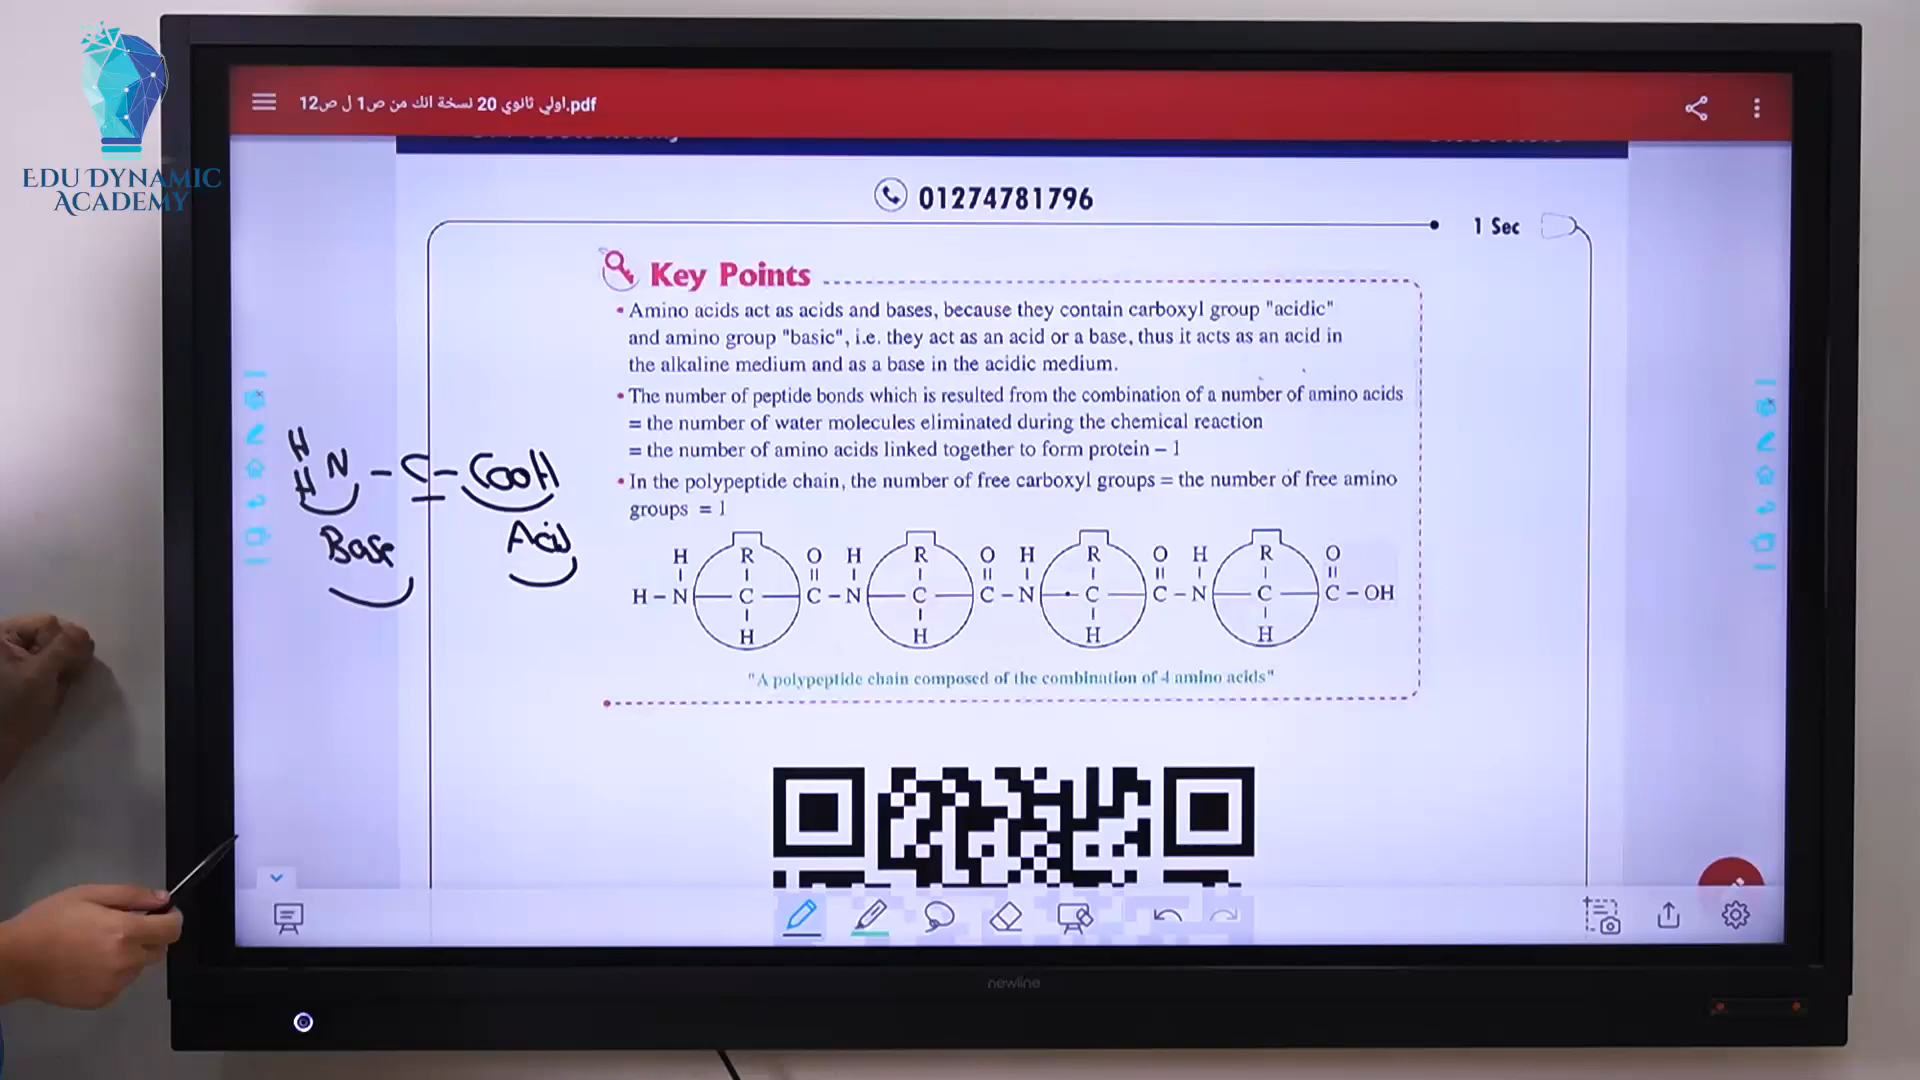 EDU DYNAMIC
ACADEMY
اولي ثانوي 20 نسخة انك من ص1 ل ص12.pdf
01274781796
1 Sec
Key Points
• Amino acids act as acids and bases, because they contain carboxyl group "acidic"
and amino group "basic", i.e. they act as an acid or a base, thus it acts as an acid in
the alkaline medium and as a base in the acidic medium.
• The number of peptide bonds which is resulted from the combination of a number of amino acids
= the number of water molecules eliminated during the chemical reaction
= the number of amino acids linked together to form protein – 1
• In the polypeptide chain, the number of free carboxyl groups = the number of free amino
groups = 1
H
H N – C – COOH
Base Acid
H R O H R O H R O H R O
H – N — C — C – N — C — C – N — C — C – N — C — C – OH
H H H H
"A polypeptide chain composed of the combination of 4 amino acids"
newline